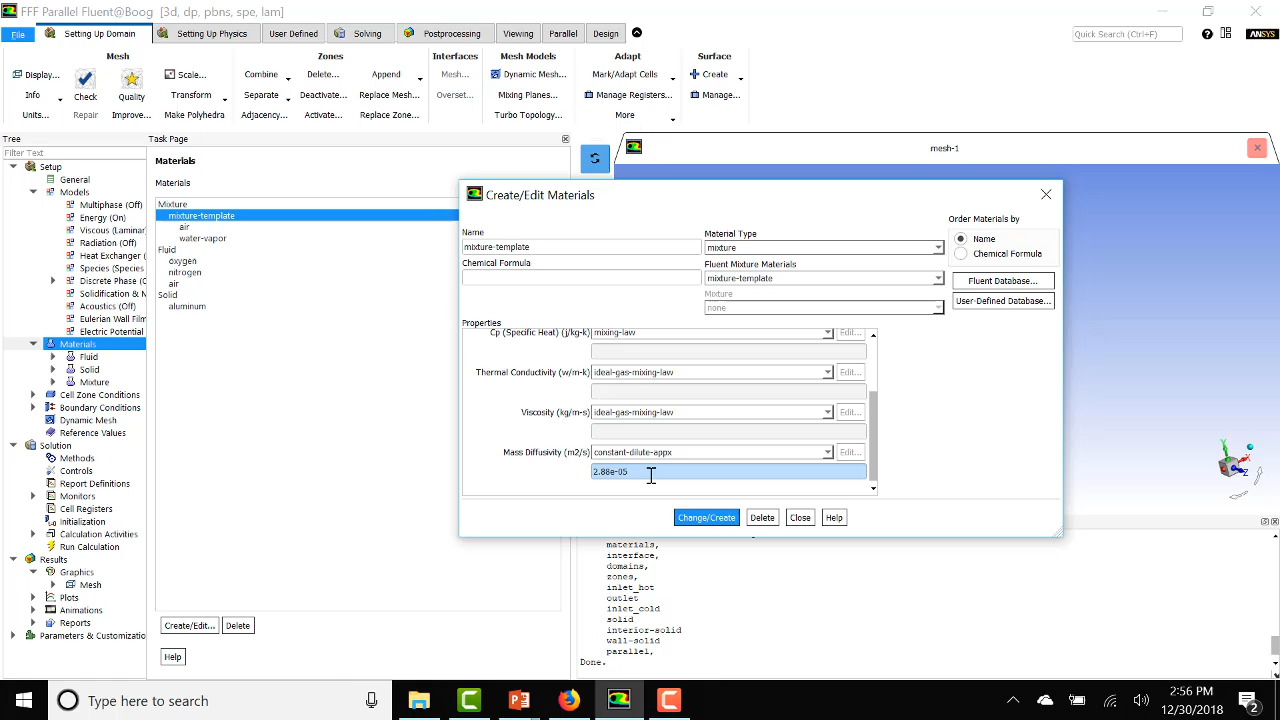 FFF Parallel Fluent@Boog [3d, dp, pbns, spe, lam]
File
Setting Up Domain
Setting Up Physics
User Defined
Solving
Postprocessing
Viewing
Parallel
Design
Quick Search (Ctrl+F)
ANSYS
Mesh
Zones
Interfaces
Mesh Models
Adapt
Surface
Display...
Scale...
Combine
Delete...
Append
Mesh...
Dynamic Mesh...
Mark/Adapt Cells
Create
Info
Check
Quality
Transform
Separate
Deactivate...
Replace Mesh...
Overset...
Mixing Planes...
Manage Registers...
Manage...
Units...
Repair
Improve...
Make Polyhedra
Adjacency...
Activate...
Replace Zone...
Turbo Topology...
More
Tree
Filter Text
Setup
General
Models
Multiphase (Off)
Energy (On)
Viscous (Laminar
Radiation (Off)
Heat Exchanger (
Species (Species
Discrete Phase (
Solidification & M
Acoustics (Off)
Eulerian Wall Film
Electric Potential
Materials
Fluid
Solid
Mixture
Cell Zone Conditions
Boundary Conditions
Dynamic Mesh
Reference Values
Solution
Methods
Controls
Report Definitions
Monitors
Cell Registers
Initialization
Calculation Activities
Run Calculation
Results
Graphics
Mesh
Plots
Animations
Reports
Parameters & Customizatio
Task Page
Materials
Materials
Mixture
mixture-template
air
water-vapor
Fluid
oxygen
nitrogen
air
Solid
aluminum
Create/Edit...
Delete
Help
mesh-1
Create/Edit Materials
Name
mixture-template
Chemical Formula
Material Type
mixture
Fluent Mixture Materials
mixture-template
Mixture
none
Order Materials by
Name
Chemical Formula
Fluent Database...
User-Defined Database...
Properties
Cp (Specific Heat) (j/kg-k)
mixing-law
Edit...
Thermal Conductivity (w/m-k)
ideal-gas-mixing-law
Edit...
Viscosity (kg/m-s)
ideal-gas-mixing-law
Edit...
Mass Diffusivity (m2/s)
constant-dilute-appx
Edit...
2.88e-05
Change/Create
Delete
Close
Help
Y
X
Z
materials,
interface,
domains,
zones,
inlet_hot
outlet
inlet_cold
solid
interior-solid
wall-solid
parallel,
Done.
Type here to search
2:56 PM
12/30/2018
2